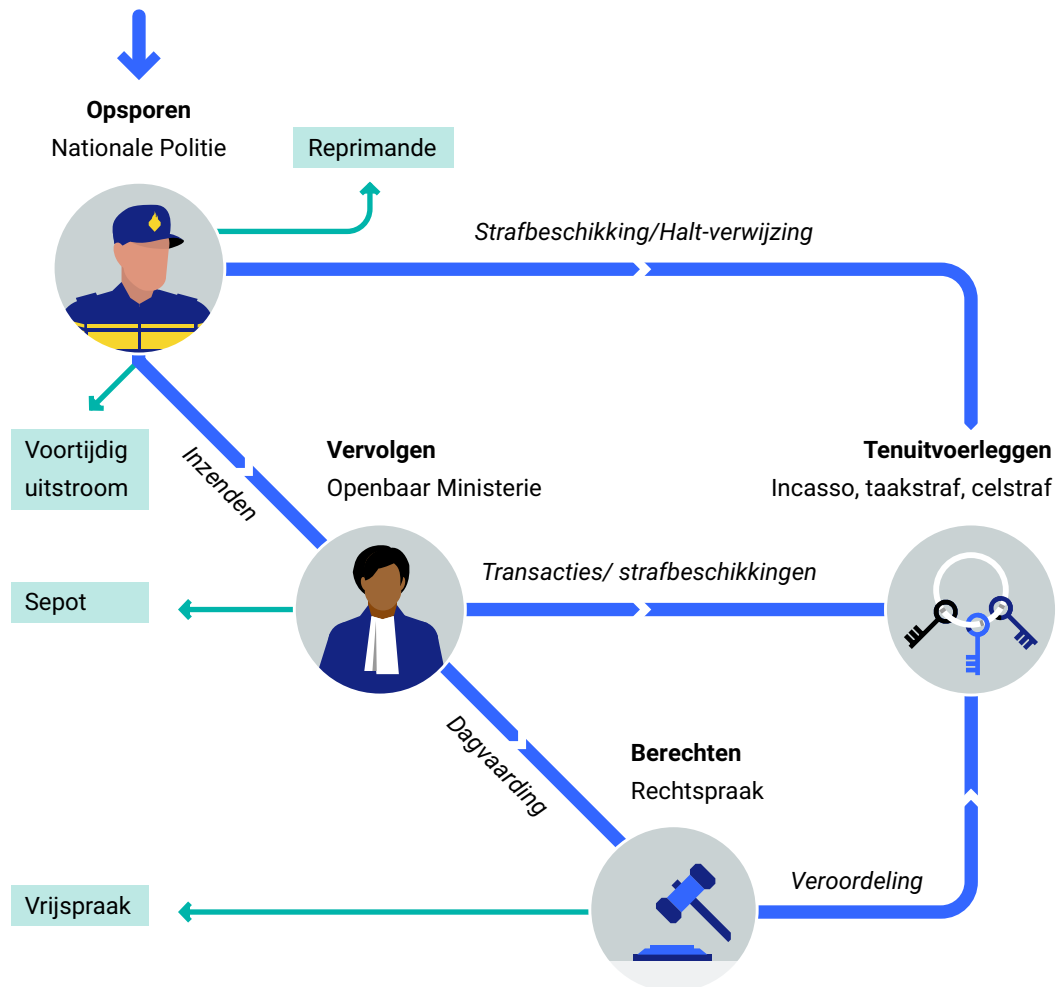 Opsporen
Nationale Politie
Reprimande
Strafbeschikking/Halt-verwijzing
Voortijdig
uitstroom
Inzenden
Vervolgen
Openbaar Ministerie
Tenuitvoerleggen
Incasso, taakstraf, celstraf
Sepot
Transacties/ strafbeschikkingen
Dagvaarding
Berechten
Rechtspraak
Vrijspraak
Veroordeling